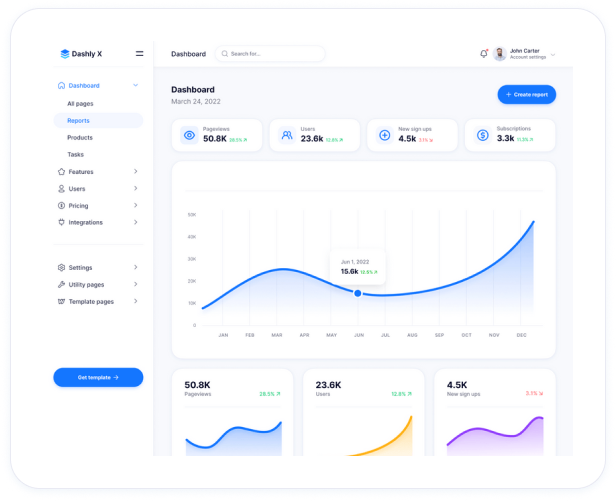 Dashly X
Dashboard
Search for...
John Carter
Account settings
Dashboard
All pages
Reports
Products
Tasks
Features
Users
Pricing
Integrations
Settings
Utility pages
Template pages
Get template →
Dashboard
March 24, 2022
+ Create report
Pageviews
50.8K 28.5%
Users
23.6k 12.8%
New sign ups
4.5k 3.1%
Subscriptions
3.3k 11.3%
50K
40K
30K
20K
10K
0
Jun 1, 2022
15.6k 12.5%
JAN FEB MAR APR MAY JUN JUL AUG SEP OCT NOV DEC
50.8K
Pageviews 28.5%
23.6K
Users 12.8%
4.5K
New sign ups 3.1%